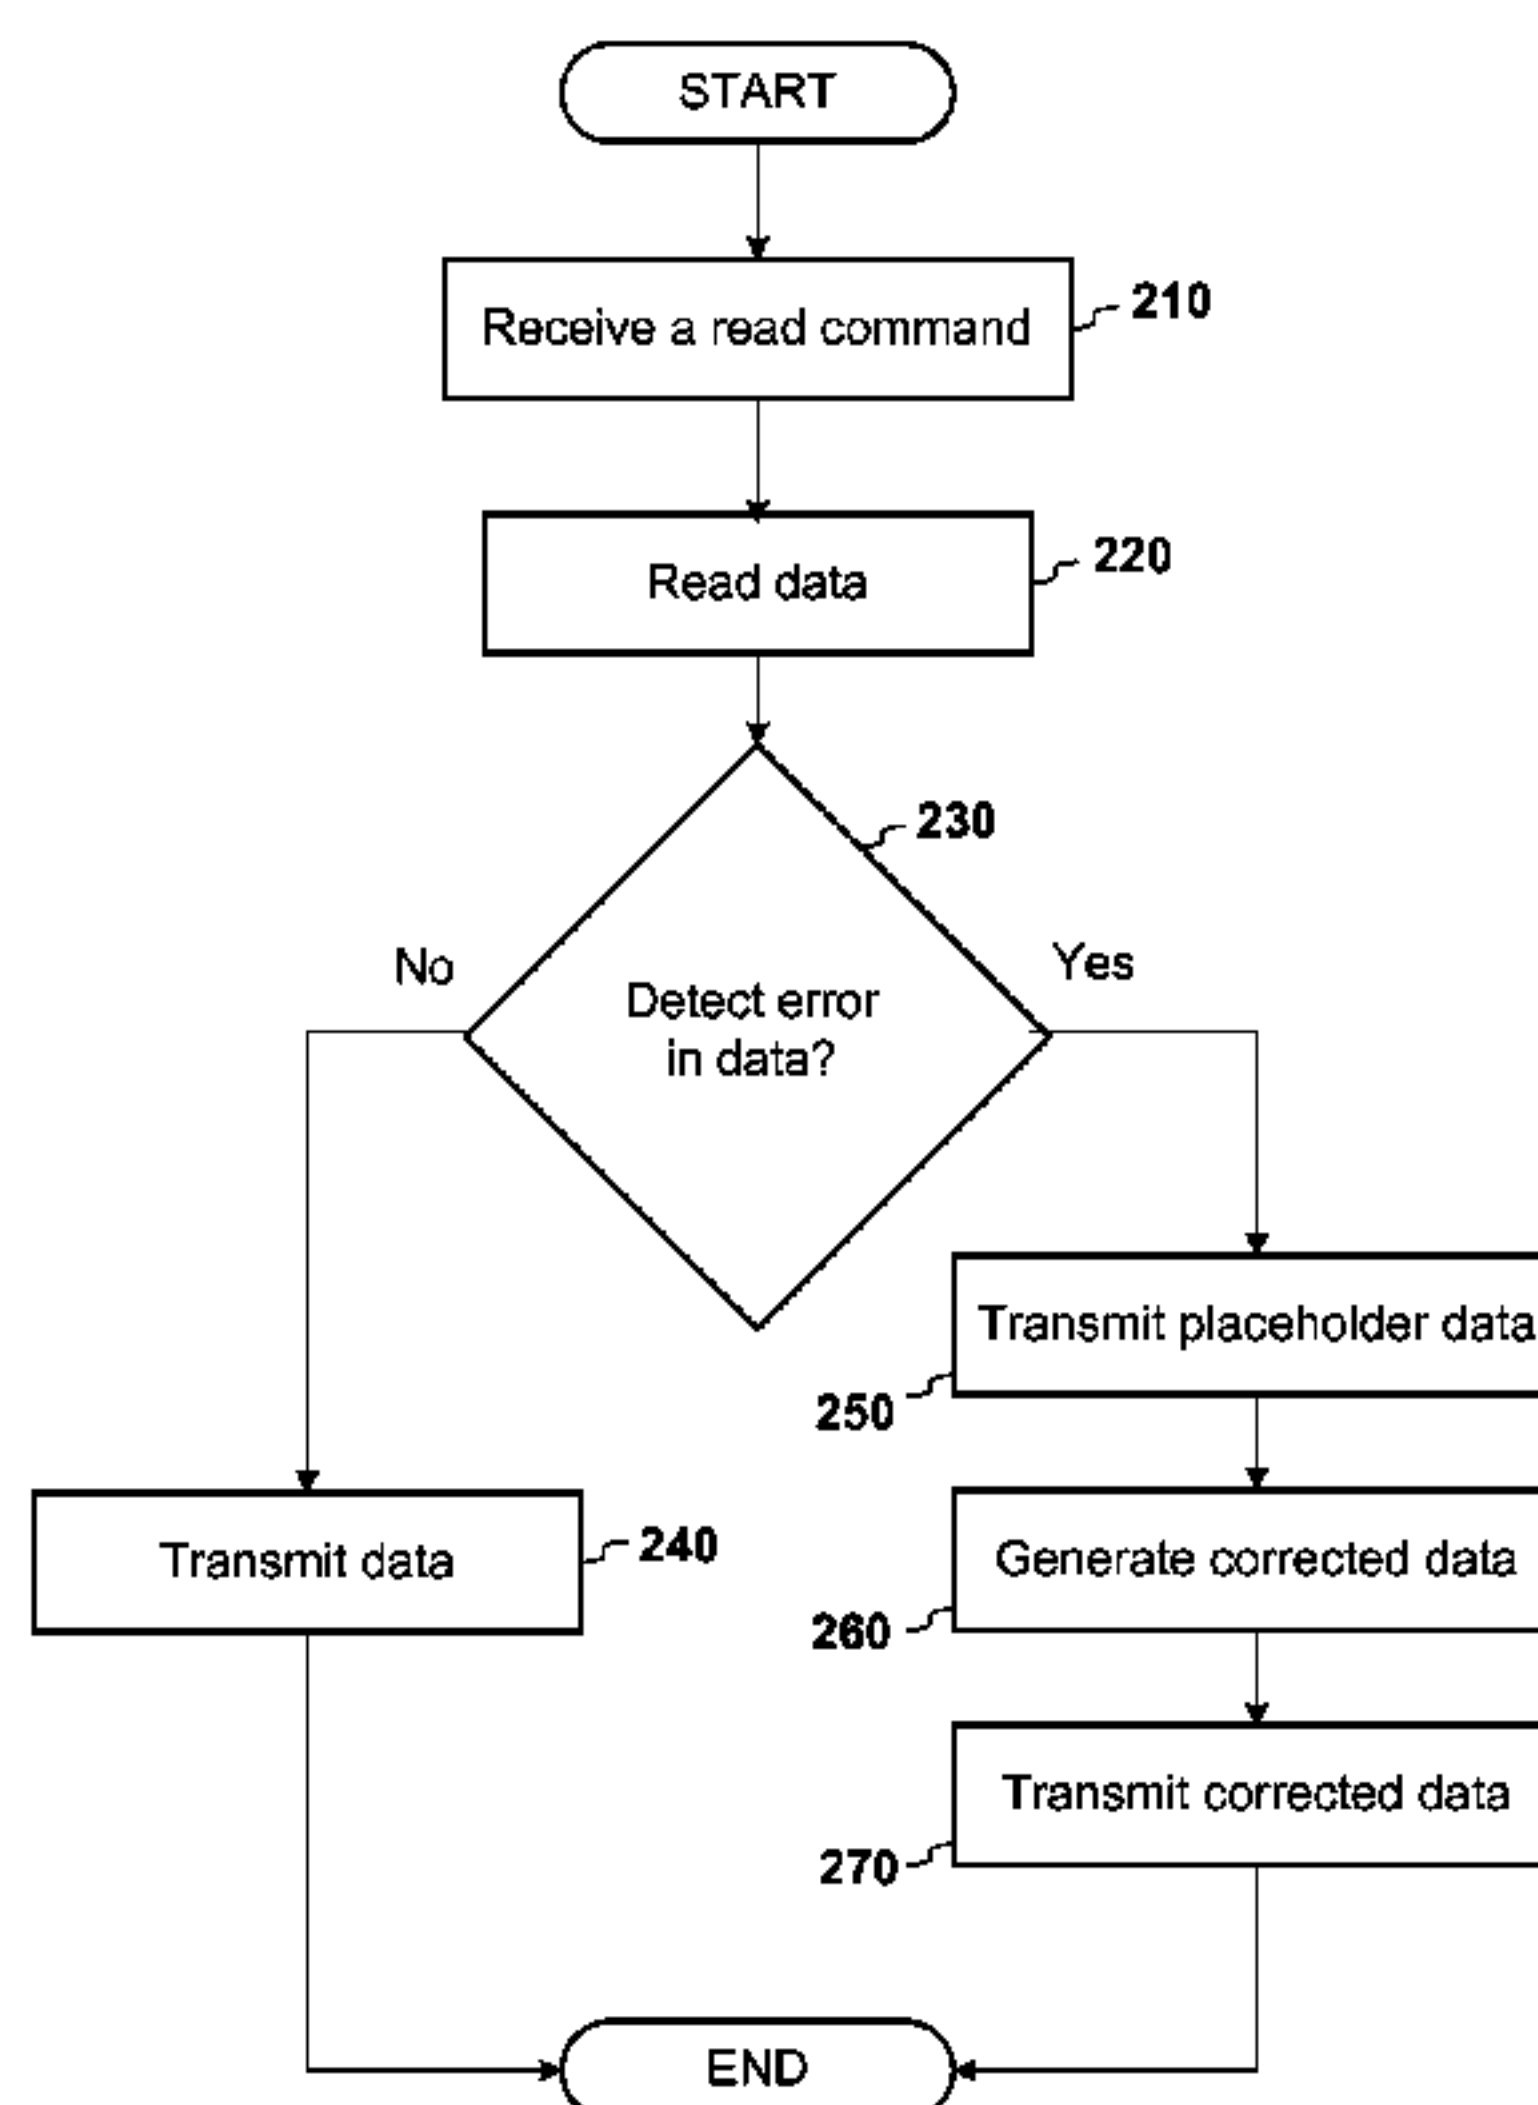 START
Receive a read command
210
Read data
220
230
No
Yes
Detect error
in data?
Transmit placeholder data
250
Transmit data
240
Generate corrected data
260
Transmit corrected data
270
END